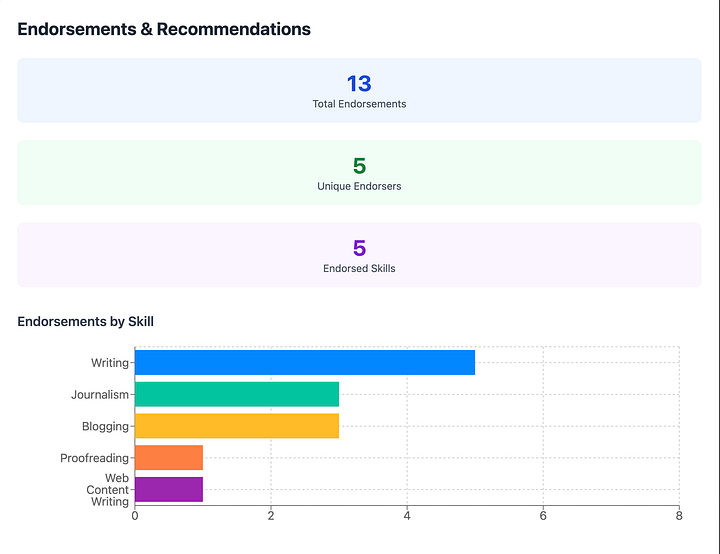 Endorsements & Recommendations
13
Total Endorsements
5
Unique Endorsers
5
Endorsed Skills
Endorsements by Skill
Writing
Journalism
Blogging
Proofreading
Web
Content
Writing
0 2 4 6 8